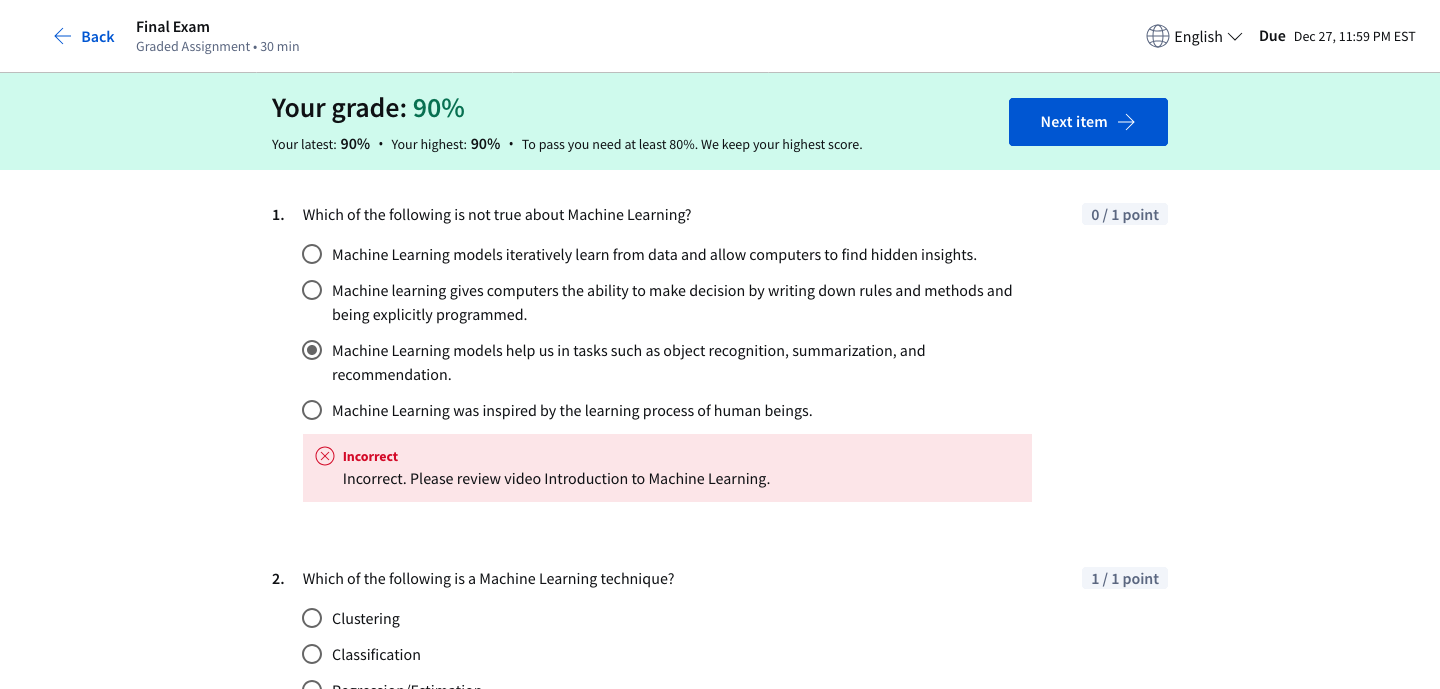 Back
Final Exam
Graded Assignment • 30 min
English
Due Dec 27, 11:59 PM EST
Your grade: 90%
Your latest: 90% • Your highest: 90% • To pass you need at least 80%. We keep your highest score.
Next item
1. Which of the following is not true about Machine Learning?
0 / 1 point
Machine Learning models iteratively learn from data and allow computers to find hidden insights.
Machine learning gives computers the ability to make decision by writing down rules and methods and
being explicitly programmed.
Machine Learning models help us in tasks such as object recognition, summarization, and
recommendation.
Machine Learning was inspired by the learning process of human beings.
Incorrect
Incorrect. Please review video Introduction to Machine Learning.
2. Which of the following is a Machine Learning technique?
1 / 1 point
Clustering
Classification
Regression/Estimation